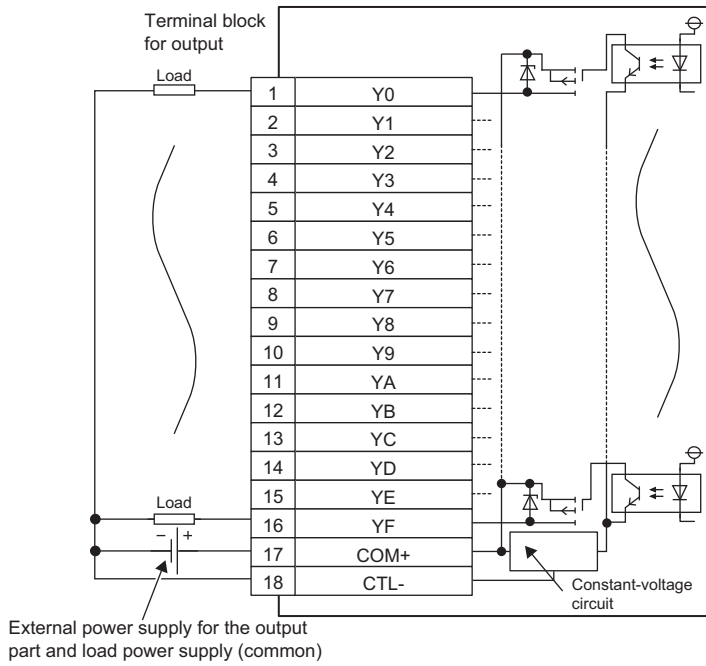 Terminal block
for output
Load
1 Y0
2 Y1
3 Y2
4 Y3
5 Y4
6 Y5
7 Y6
8 Y7
9 Y8
10 Y9
11 YA
12 YB
13 YC
14 YD
15 YE
Load
16 YF
− +
17 COM+
18 CTL-
Constant-voltage
circuit
External power supply for the output
part and load power supply (common)